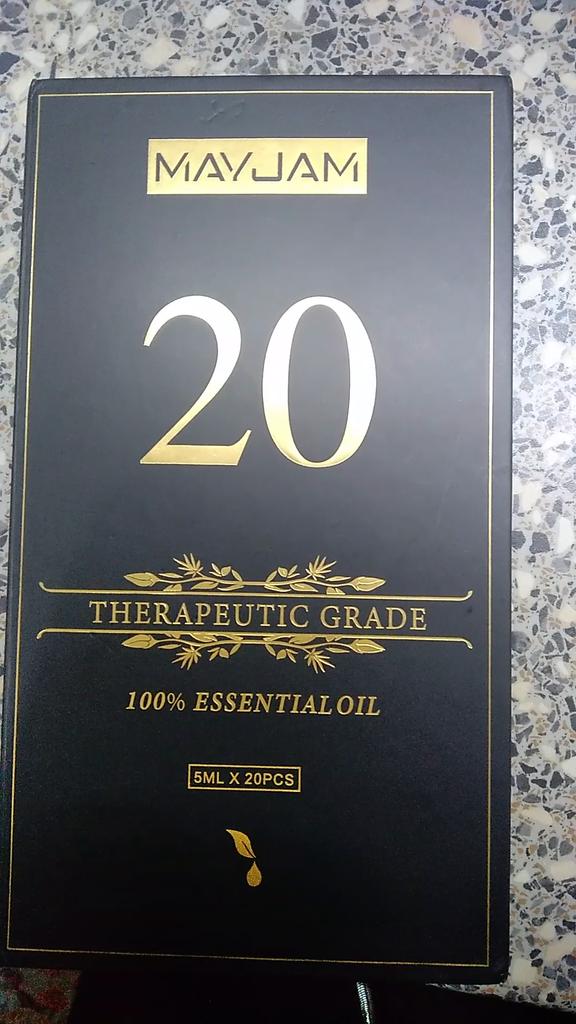 MAYJAM
20
THERAPEUTIC GRADE
100% ESSENTIAL OIL
5ML X 20PCS